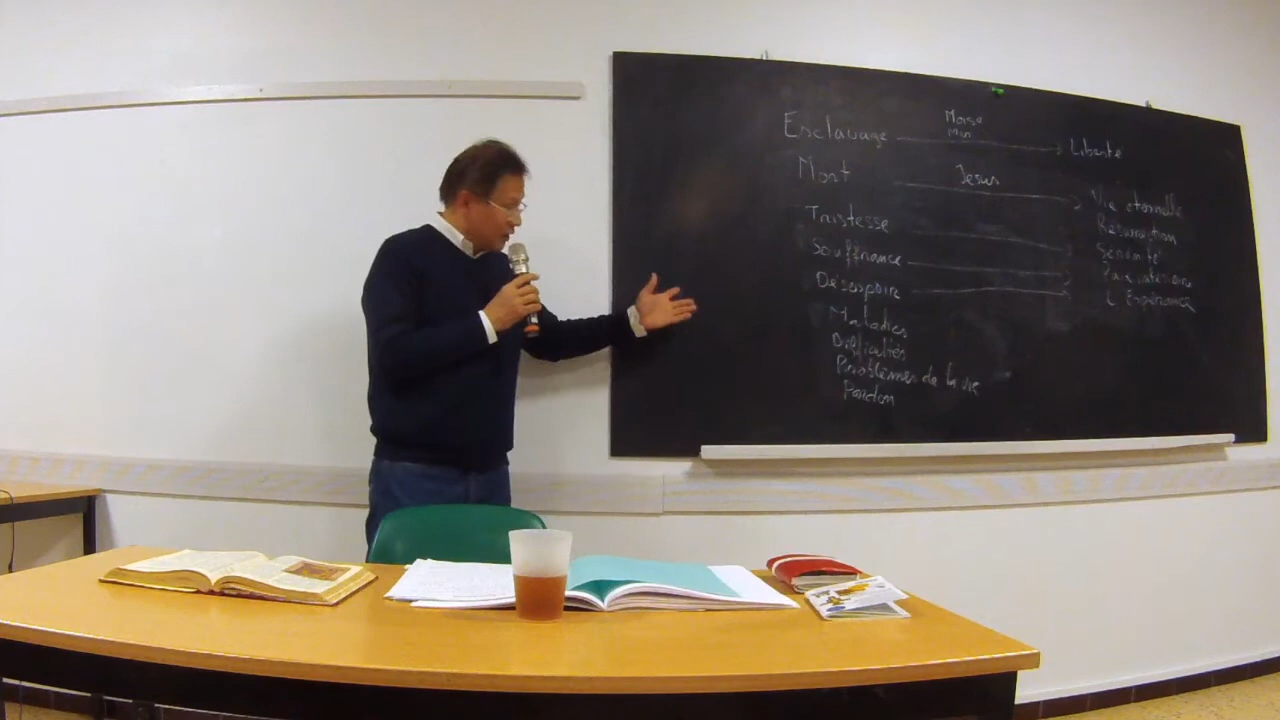 Esclavage Moïse Liberté
Mort Jésus Vie éternelle
Tristesse Résurrection
Souffrance Sérénité
Désespoir Paix intérieure
L'Espérance
Maladies
Difficultés
Problèmes de la vie
Pardon